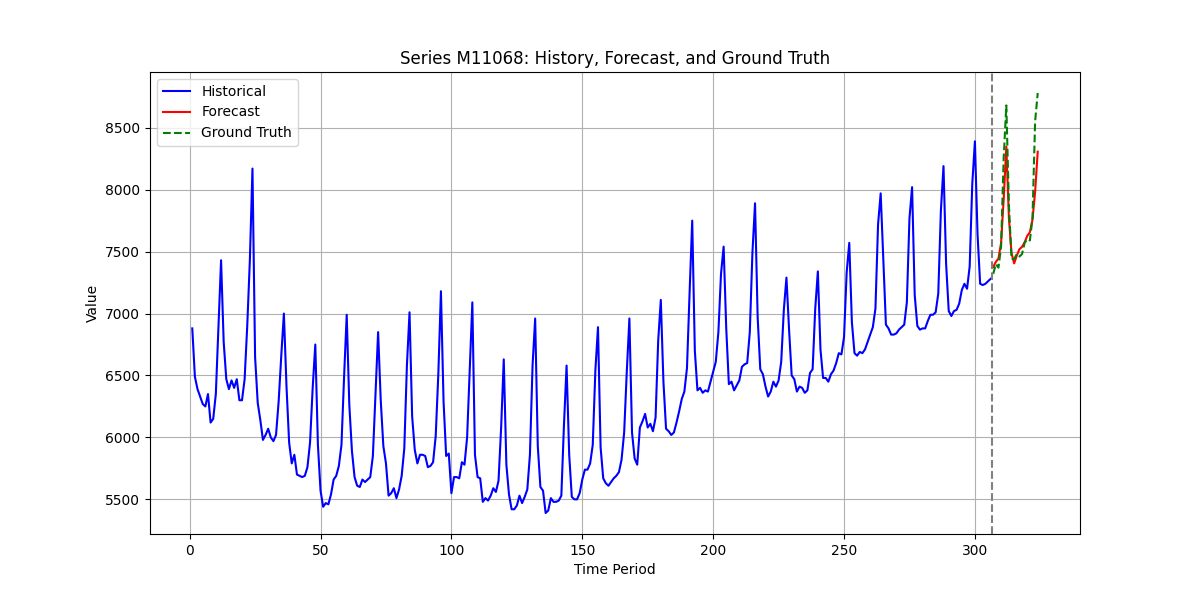 Series M11068: History, Forecast, and Ground Truth
Historical
Forecast
Ground Truth
8500
8000
7500
7000
6500
6000
5500
Value
0 50 100 150 200 250 300
Time Period